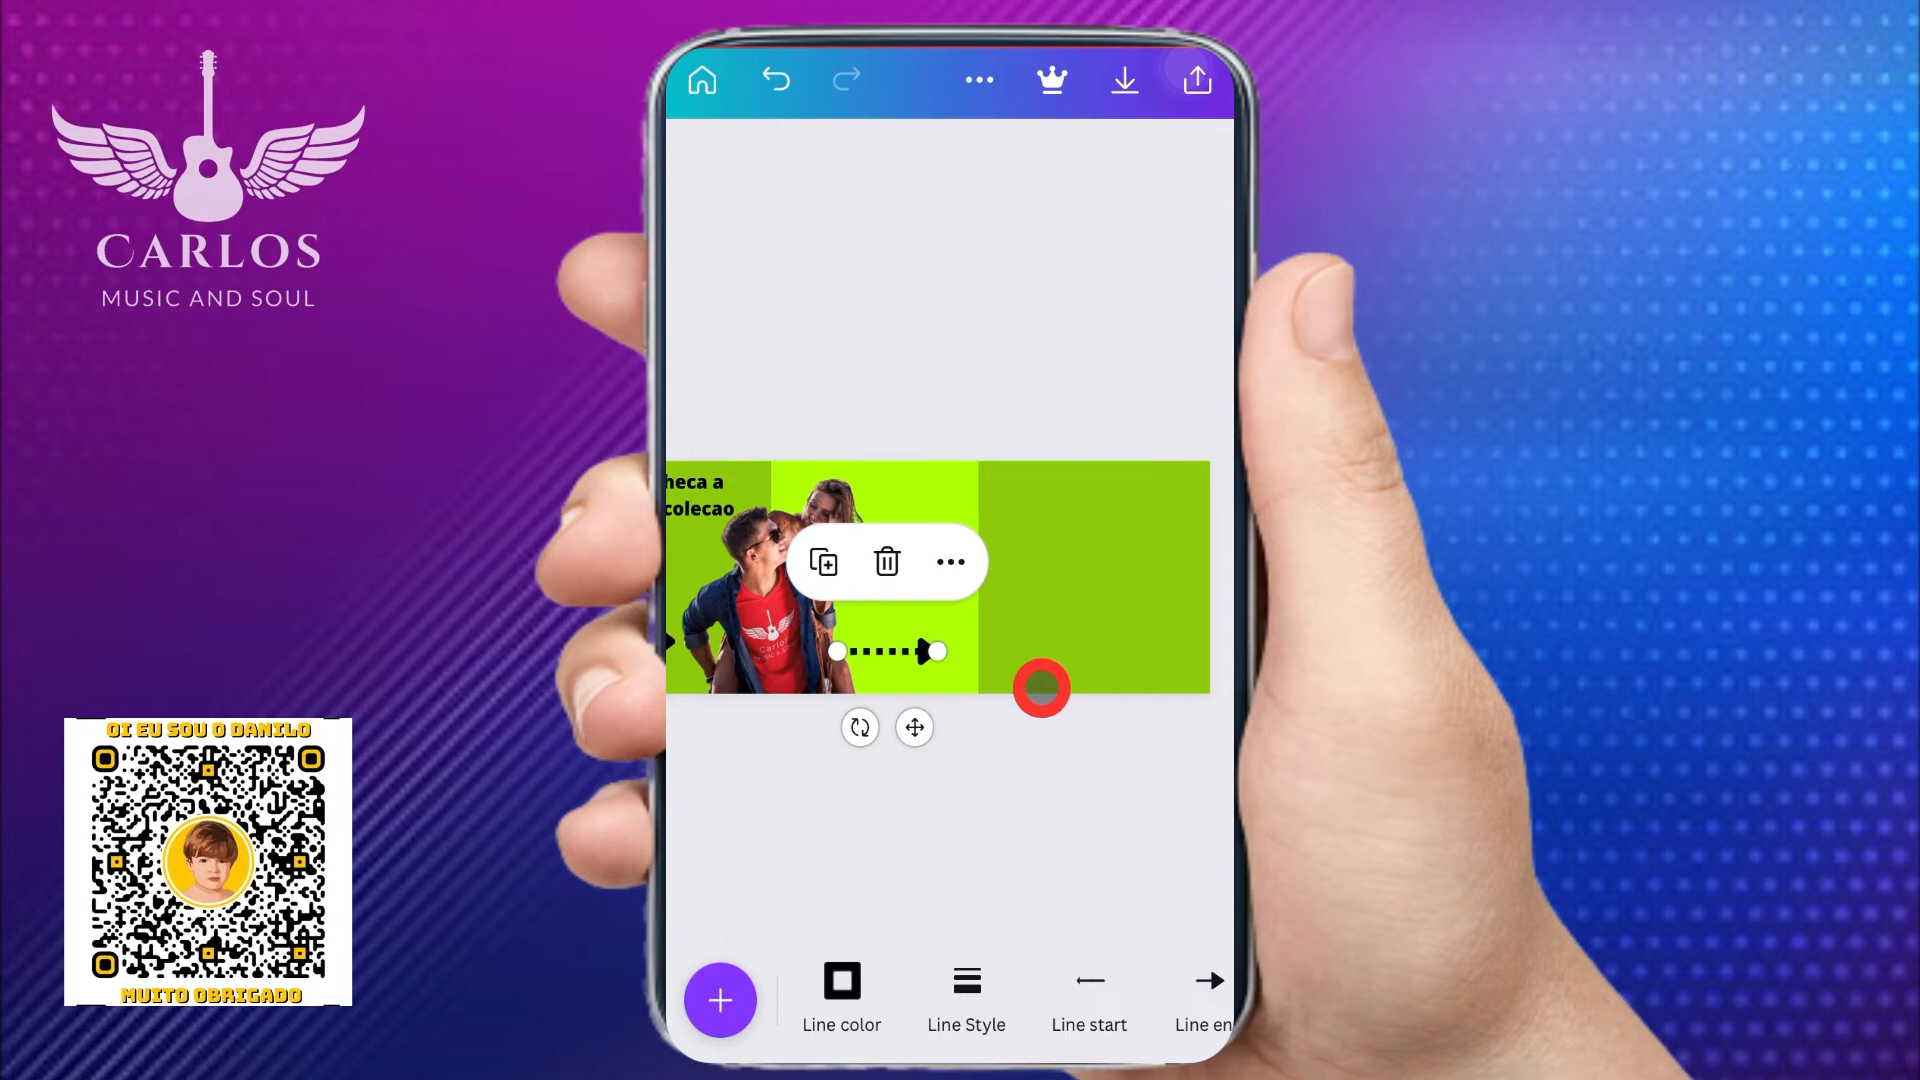 CARLOS
MUSIC AND SOUL
heca a
colecao
Carlos
OI EU SOU O DANILO
MUITO OBRIGADO
Line color
Line Style
Line start
Line en